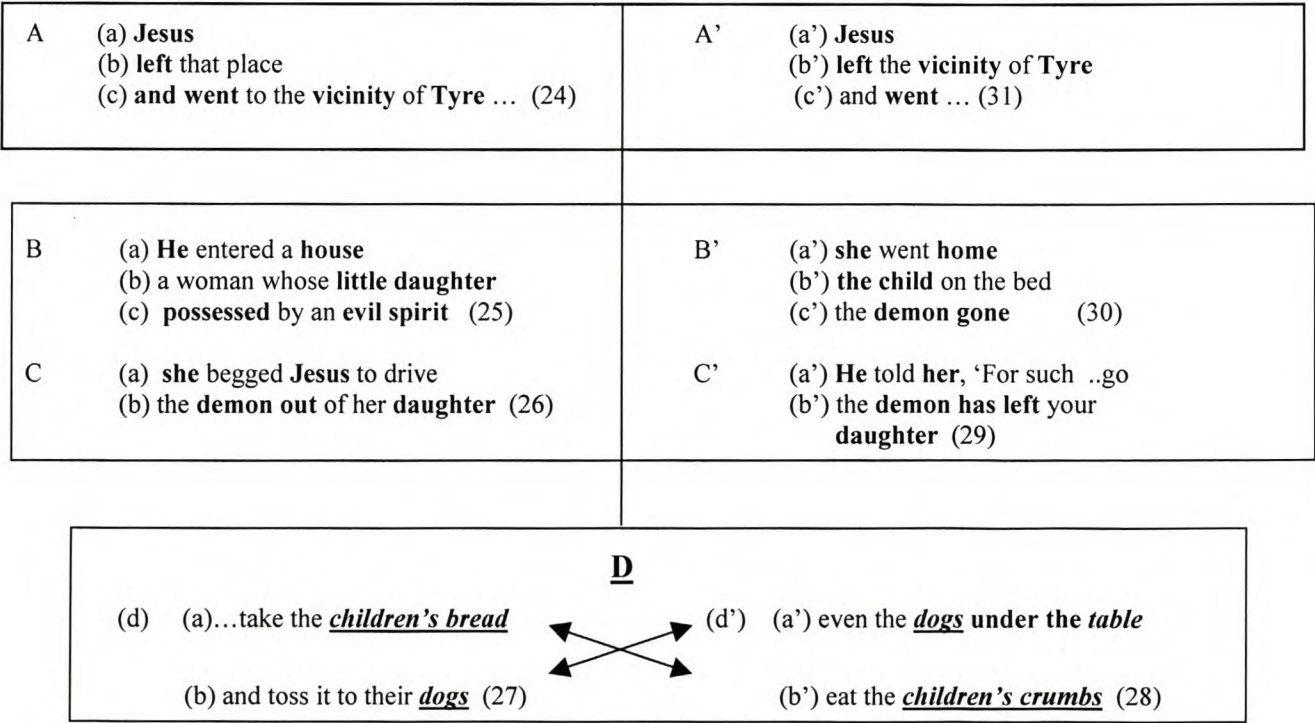 A (a) Jesus
(b) left that place
(c) and went to the vicinity of Tyre … (24)
A’ (a’) Jesus
(b’) left the vicinity of Tyre
(c’) and went … (31)
B (a) He entered a house
(b) a woman whose little daughter
(c) possessed by an evil spirit (25)
B’ (a’) she went home
(b’) the child on the bed
(c’) the demon gone (30)
C (a) she begged Jesus to drive
(b) the demon out of her daughter (26)
C’ (a’) He told her, ‘For such ..go
(b’) the demon has left your
daughter (29)
D
(d) (a)…take the children’s bread
(b) and toss it to their dogs (27)
(d’) (a’) even the dogs under the table
(b’) eat the children’s crumbs (28)